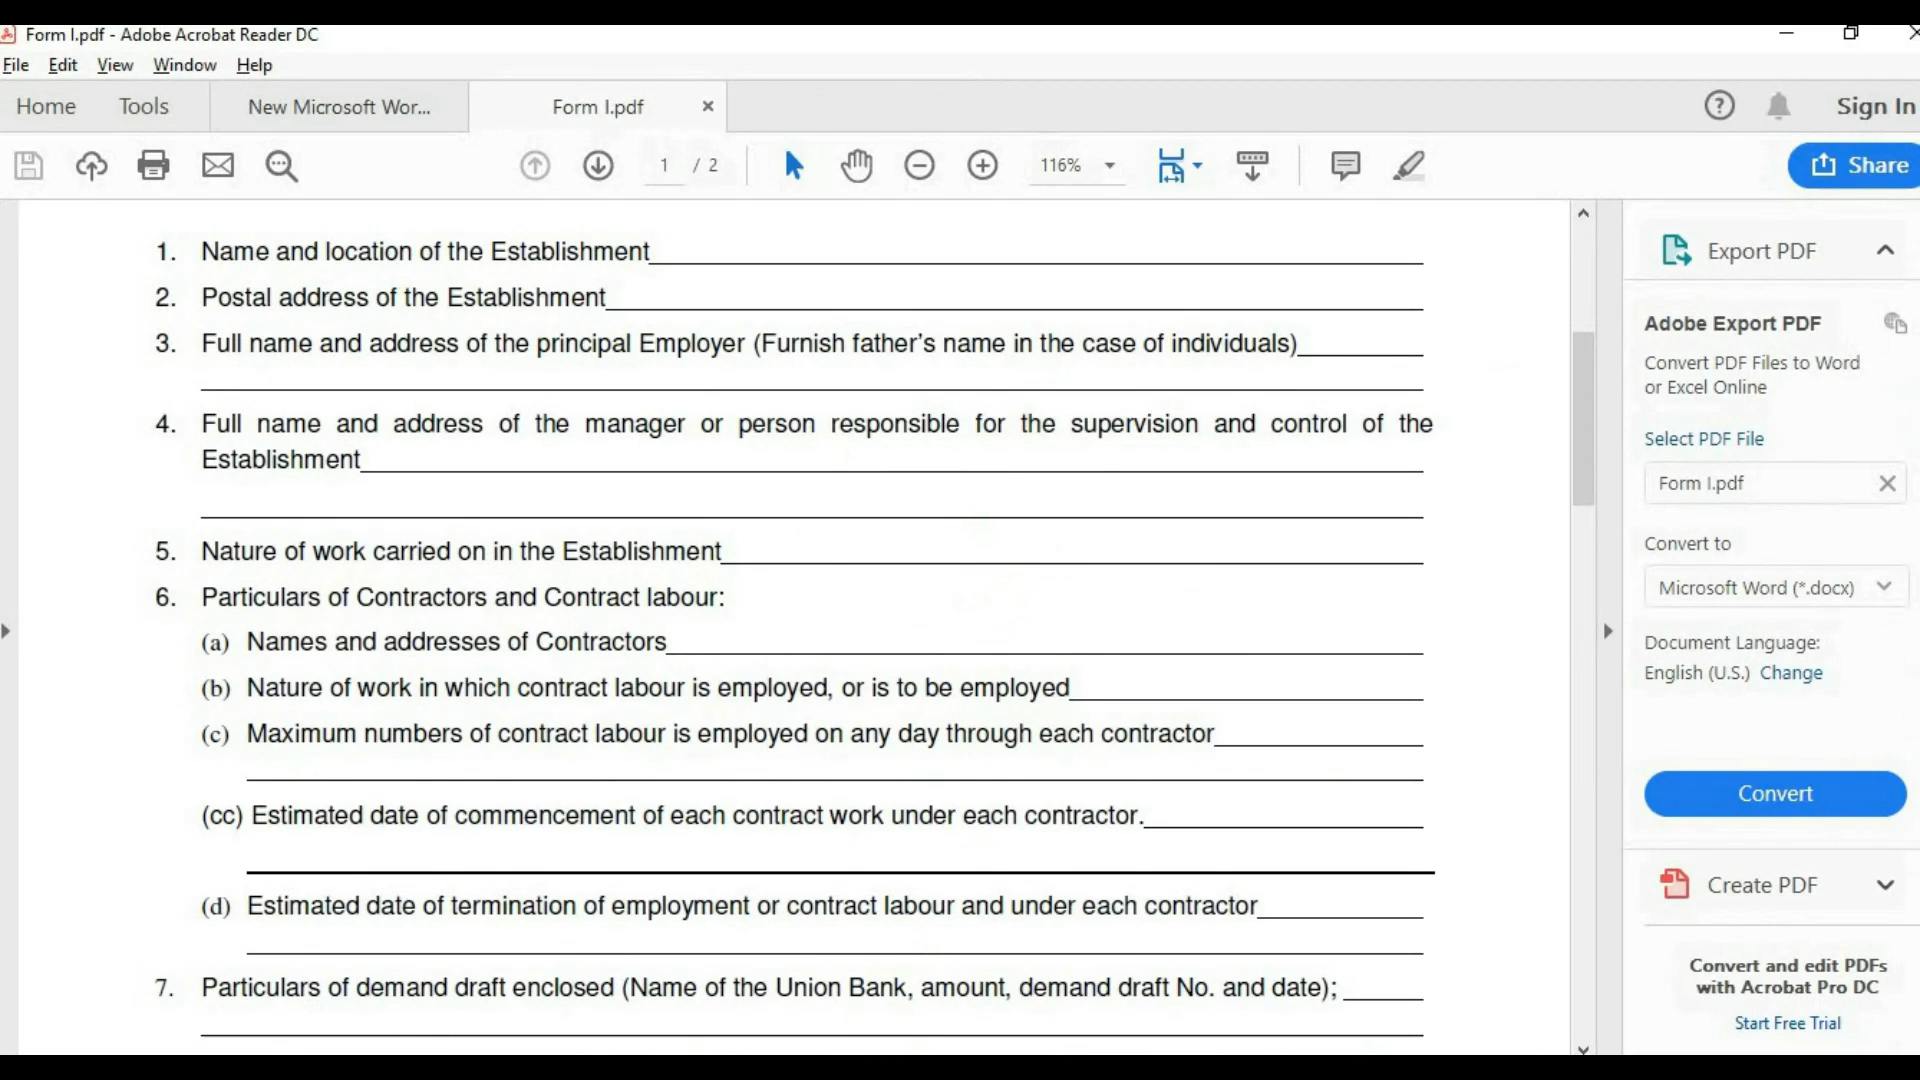 Form I.pdf - Adobe Acrobat Reader DC
File Edit View Window Help
Home Tools New Microsoft Wor... Form I.pdf Sign In
1 / 2 116% Share
1. Name and location of the Establishment
2. Postal address of the Establishment
3. Full name and address of the principal Employer (Furnish father's name in the case of individuals)
4. Full name and address of the manager or person responsible for the supervision and control of the
Establishment
5. Nature of work carried on in the Establishment
6. Particulars of Contractors and Contract labour:
(a) Names and addresses of Contractors
(b) Nature of work in which contract labour is employed, or is to be employed
(c) Maximum numbers of contract labour is employed on any day through each contractor
(cc) Estimated date of commencement of each contract work under each contractor.
(d) Estimated date of termination of employment or contract labour and under each contractor
7. Particulars of demand draft enclosed (Name of the Union Bank, amount, demand draft No. and date);
Export PDF
Adobe Export PDF
Convert PDF Files to Word
or Excel Online
Select PDF File
Form I.pdf
Convert to
Microsoft Word (*.docx)
Document Language:
English (U.S.) Change
Convert
Create PDF
Convert and edit PDFs
with Acrobat Pro DC
Start Free Trial